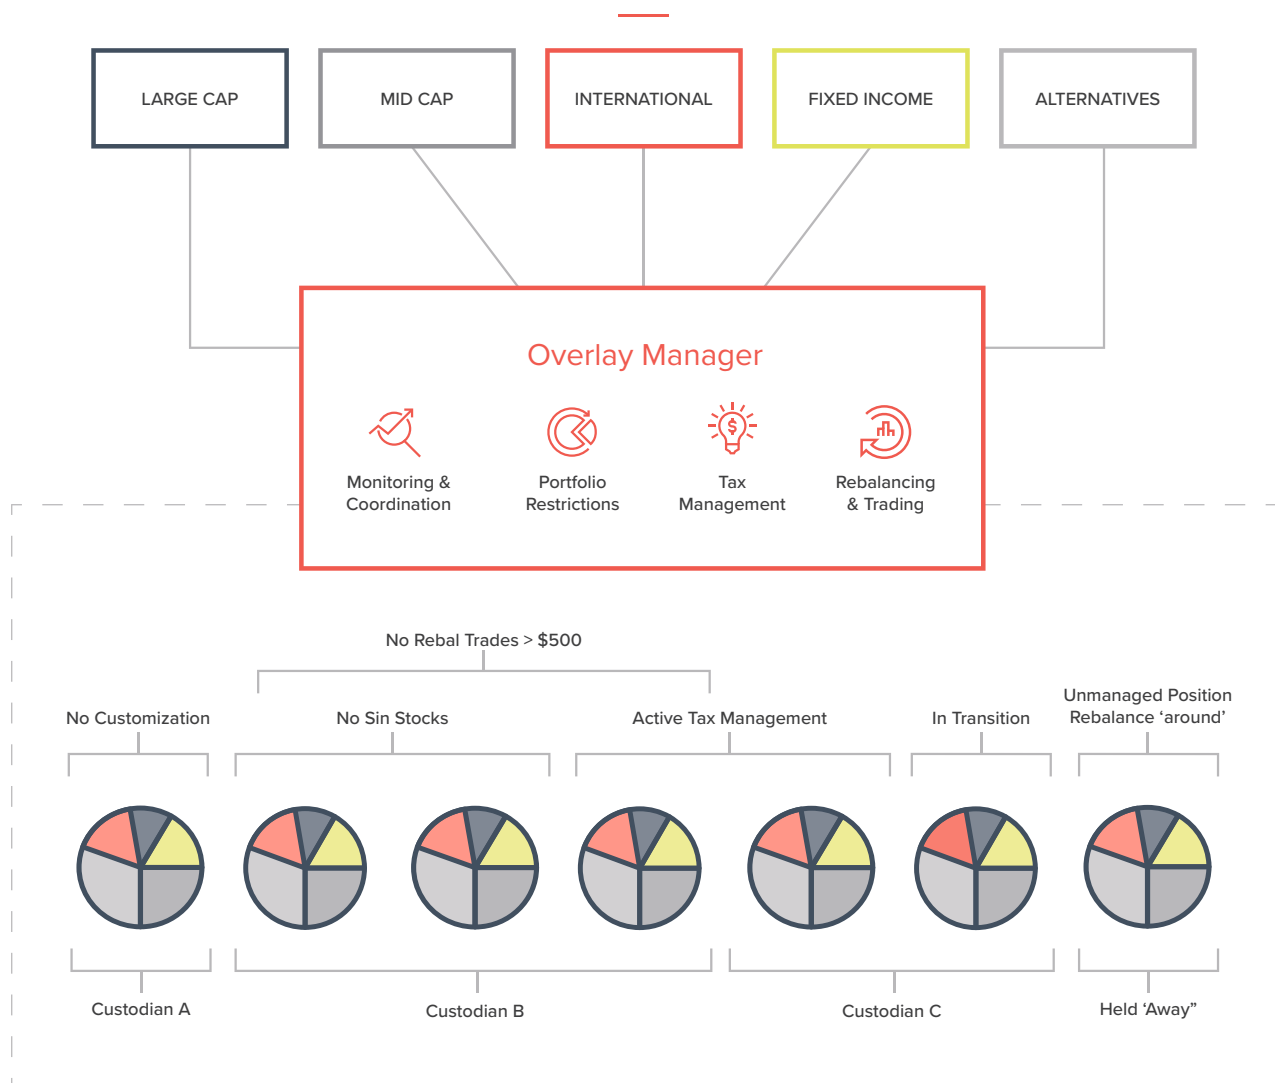 LARGE CAP
MID CAP
INTERNATIONAL
FIXED INCOME
ALTERNATIVES
Overlay Manager
$
Monitoring &
Coordination
Portfolio
Restrictions
Tax
Management
Rebalancing
& Trading
No Rebal Trades > $500
No Customization
No Sin Stocks
Active Tax Management
In Transition
Unmanaged Position
Rebalance ‘around’
Custodian A
Custodian B
Custodian C
Held ‘Away”